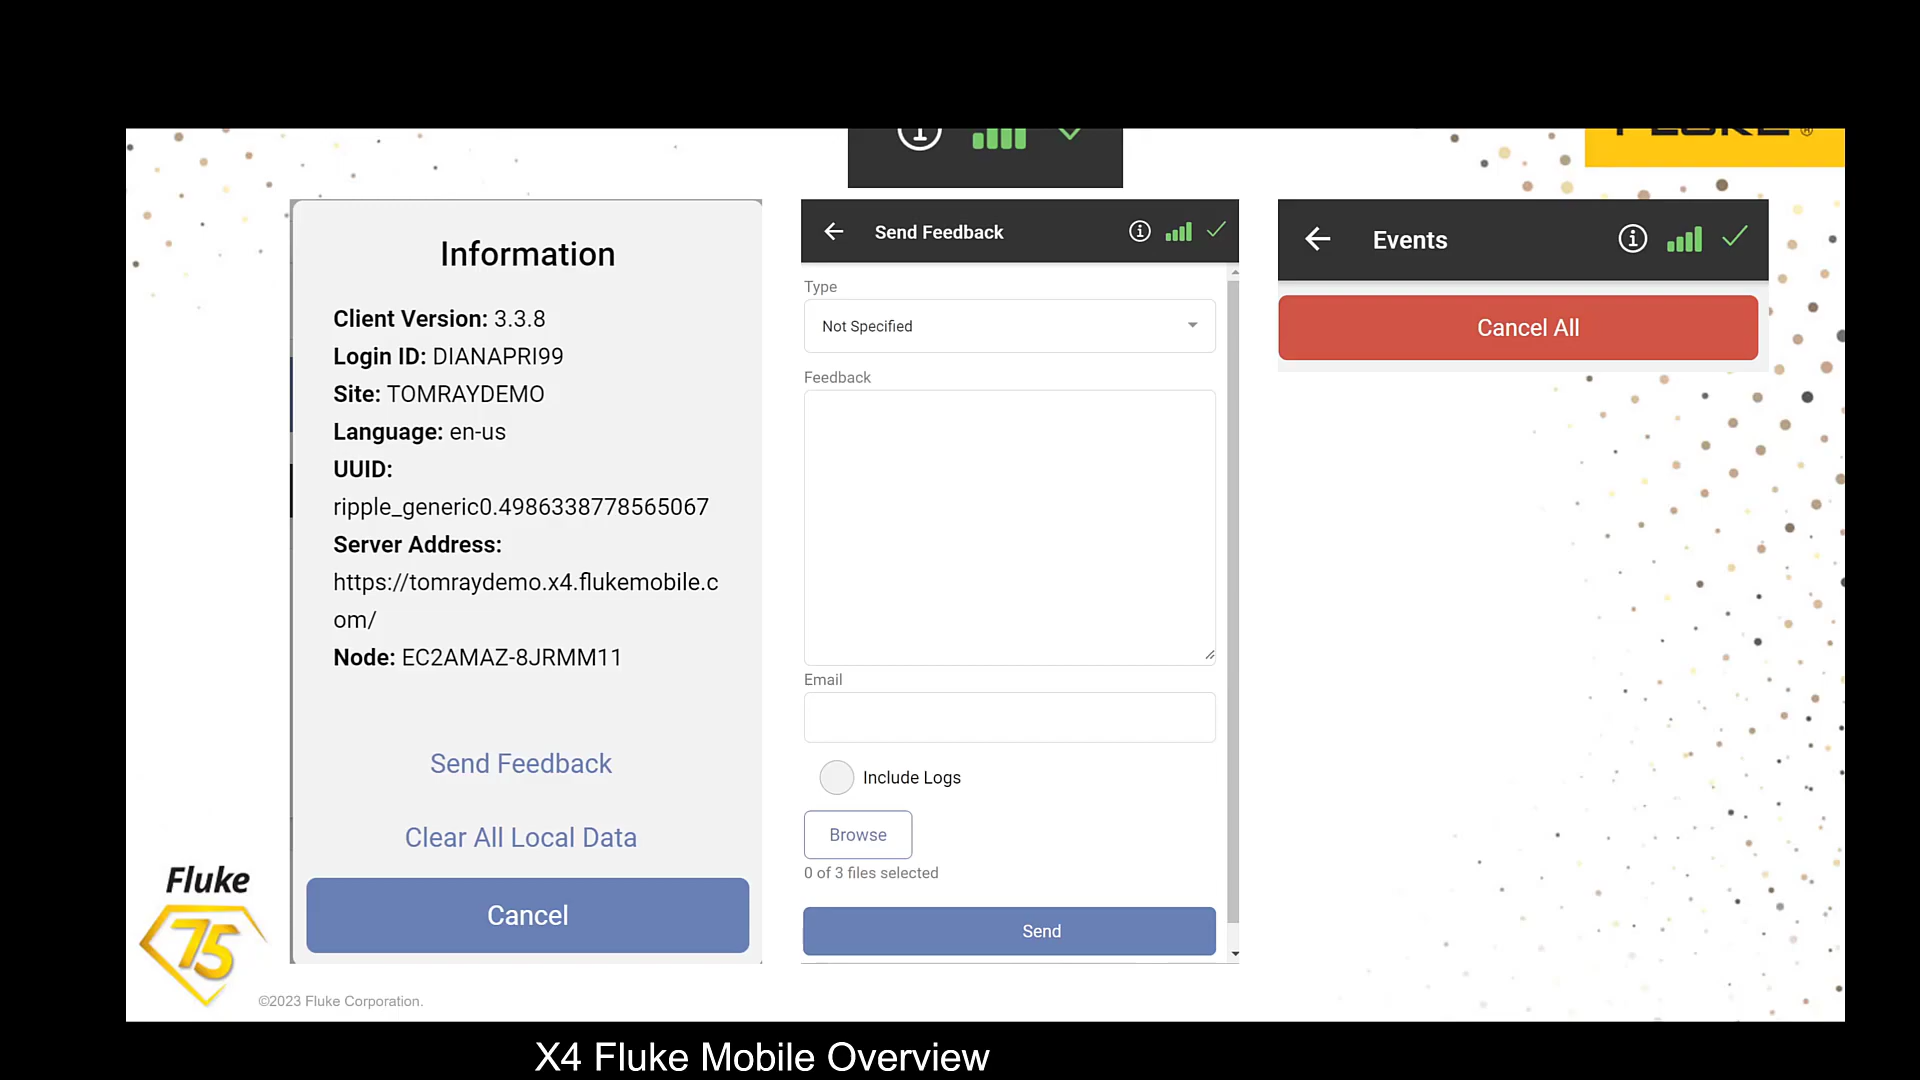 FLUKE ®
Information
Client Version: 3.3.8
Login ID: DIANAPRI99
Site: TOMRAYDEMO
Language: en-us
UUID:
ripple_generic0.4986338778565067
Server Address:
https://tomraydemo.x4.flukemobile.c
om/
Node: EC2AMAZ-8JRMM11
Send Feedback
Clear All Local Data
Cancel
Send Feedback
Type
Not Specified
Feedback
Email
Include Logs
Browse
0 of 3 files selected
Send
Events
Cancel All
Fluke
75
©2023 Fluke Corporation.
X4 Fluke Mobile Overview